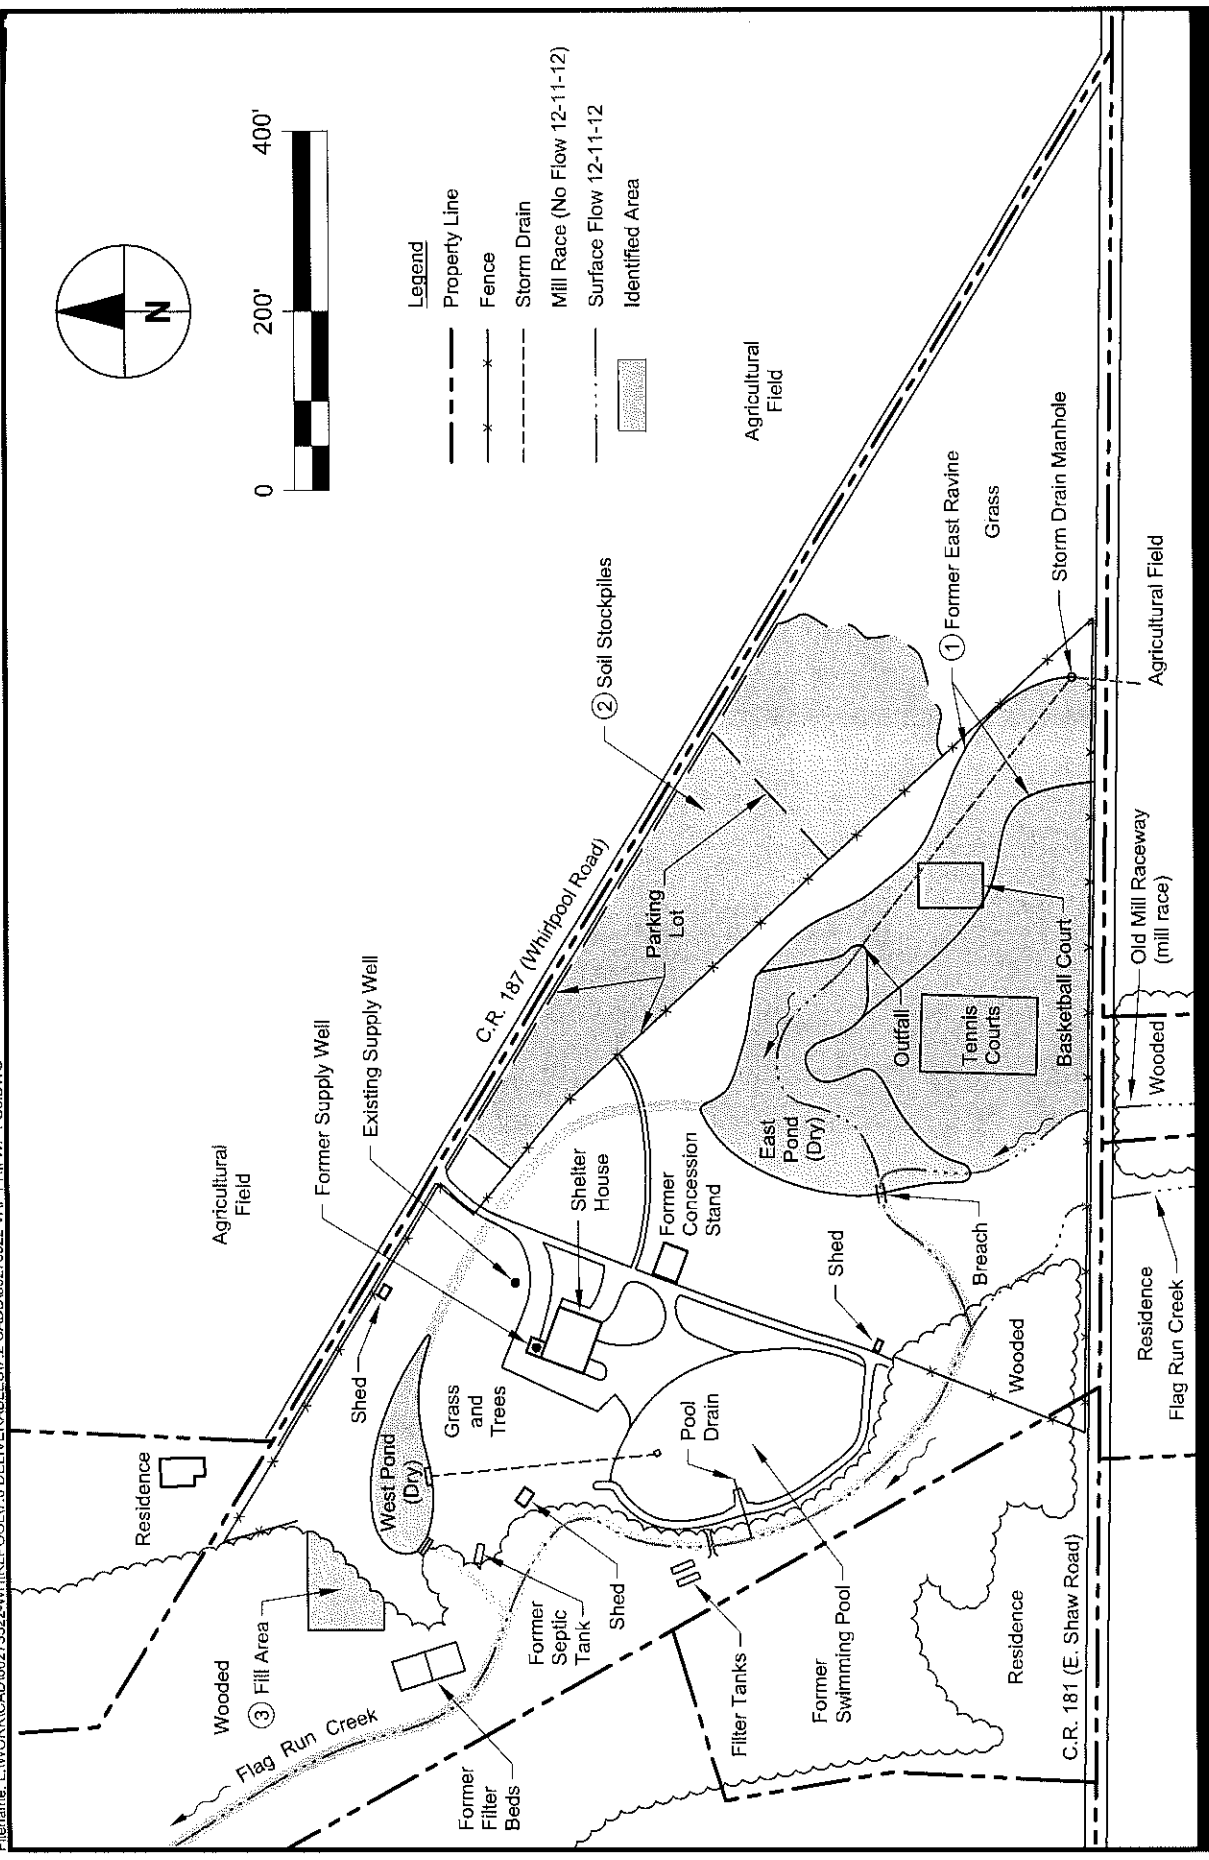 0
200'
400'
N
Legend
Property Line
Fence
Storm Drain
Mill Race (No Flow 12-11-12)
Surface Flow 12-11-12
Identified Area
Agricultural
Field
Agricultural
Field
C.R. 187 (Whirlpool Road)
2 Soil Stockpiles
1 Former East Ravine
Grass
Storm Drain Manhole
Agricultural Field
Parking
Lot
Former Supply Well
Existing Supply Well
Shelter
House
Former
Concession
Stand
Shed
East
Pond
(Dry)
Outfall
Tennis
Courts
Basketball Court
Old Mill Raceway
(mill race)
Wooded
Breach
Shed
Wooded
Residence
Flag Run Creek
Residence
West Pond
(Dry)
Grass
and
Trees
Pool
Drain
Wooded
3 Fill Area
Flag Run Creek
Former
Filter
Beds
Former
Septic
Tank
Shed
Filter Tanks
Former
Swimming Pool
Residence
C.R. 181 (E. Shaw Road)